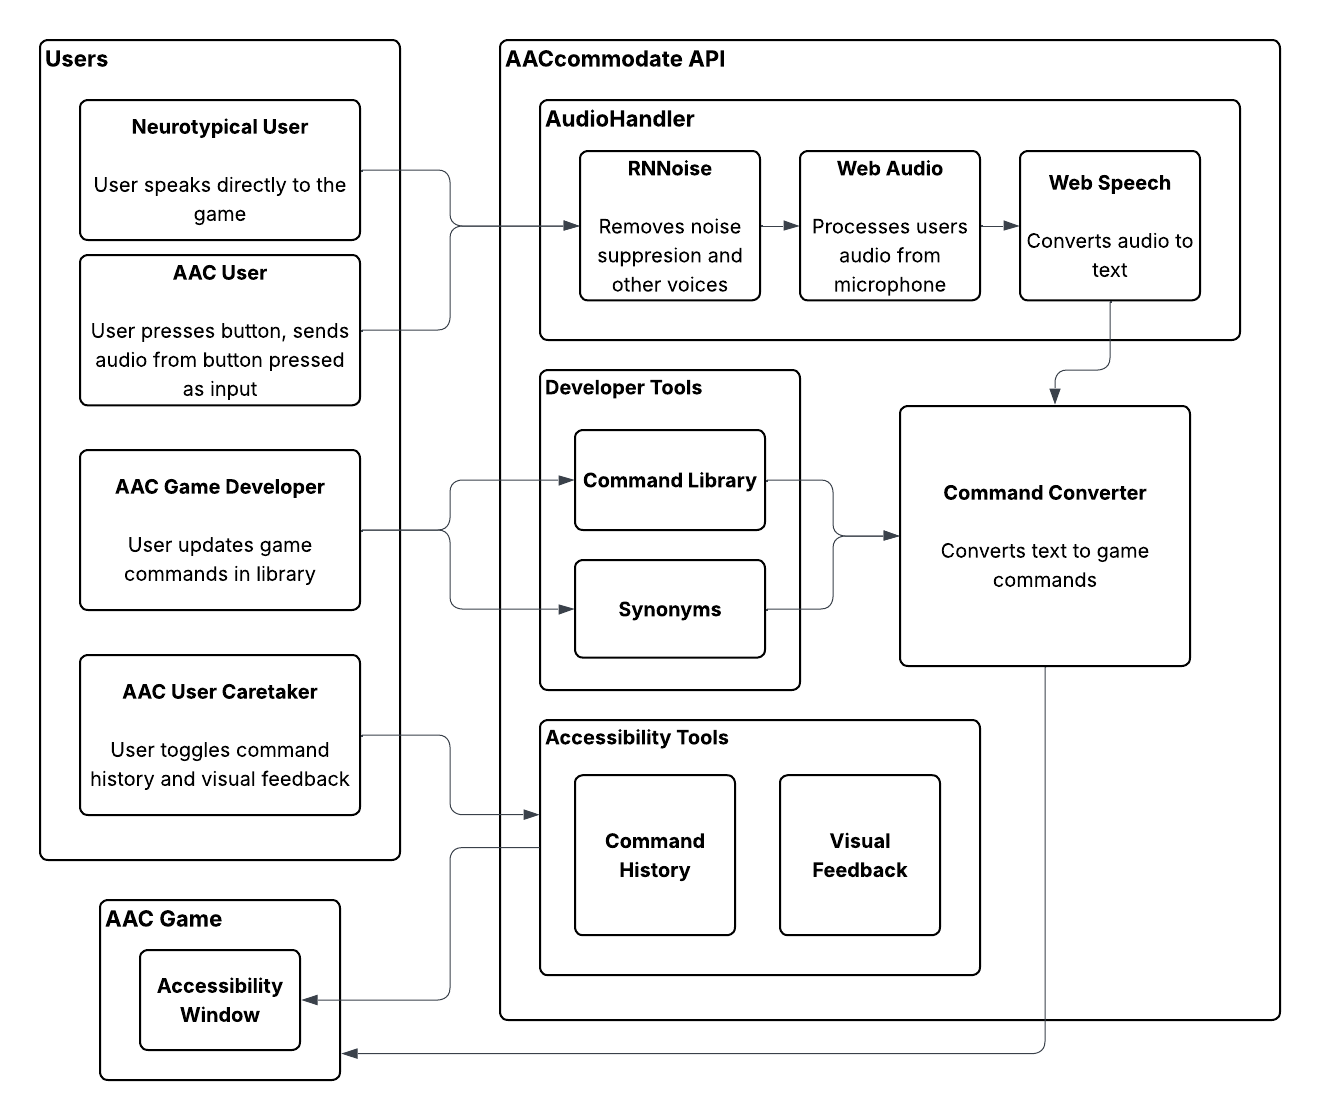 Users
Neurotypical User
User speaks directly to the
game
AAC User
User presses button, sends
audio from button pressed
as input
AAC Game Developer
User updates game
commands in library
AAC User Caretaker
User toggles command
history and visual feedback
AACcommodate API
AudioHandler
RNNoise
Removes noise
suppresion and
other voices
Web Audio
Processes users
audio from
microphone
Web Speech
Converts audio to
text
Developer Tools
Command Library
Synonyms
Command Converter
Converts text to game
commands
Accessibility Tools
Command
History
Visual
Feedback
AAC Game
Accessibility
Window